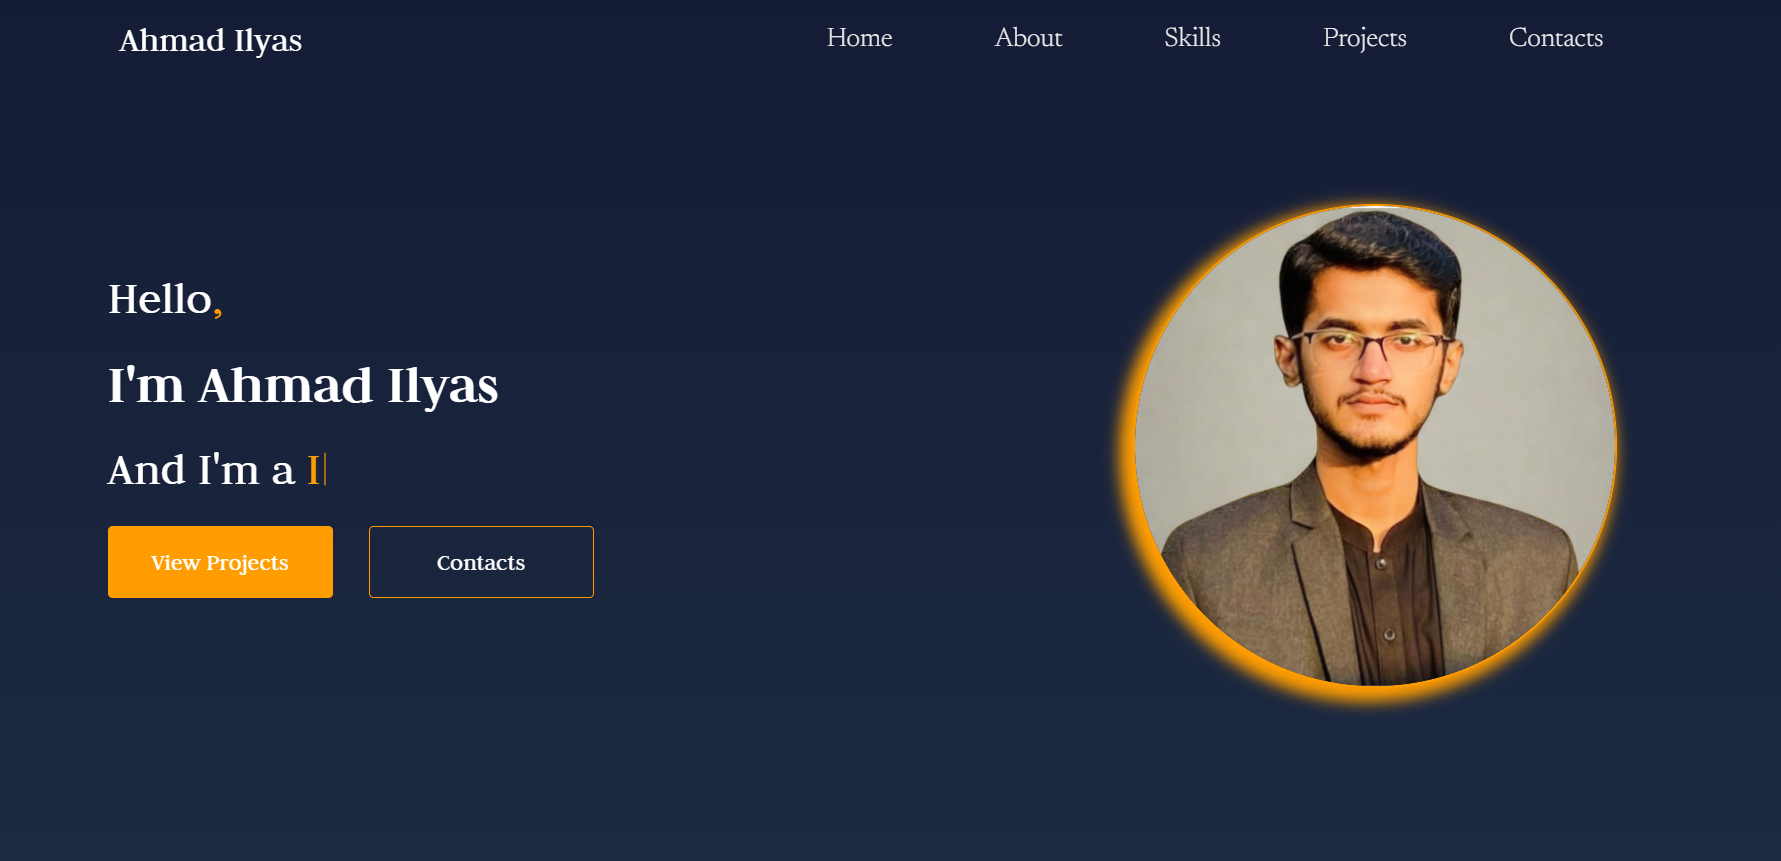 Ahmad Ilyas
Home About Skills Projects Contacts
Hello,
I'm Ahmad Ilyas
And I'm a I
View Projects
Contacts